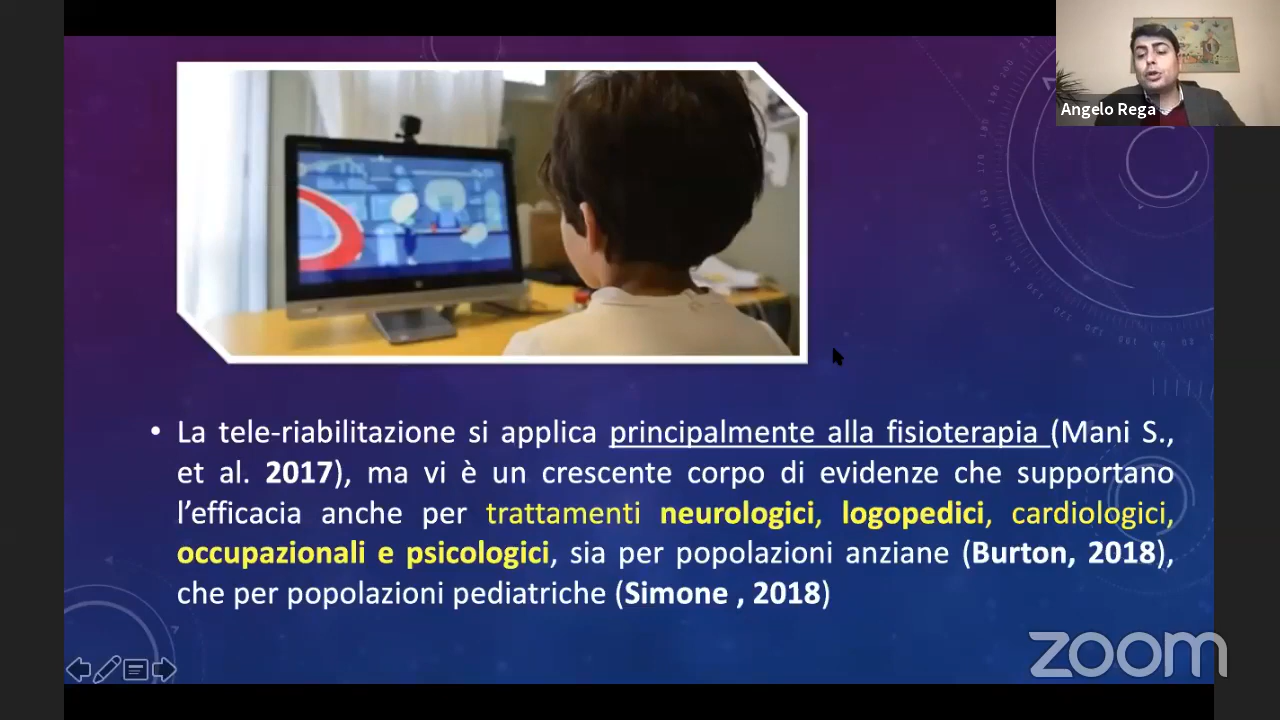 Angelo Rega
• La tele-riabilitazione si applica principalmente alla fisioterapia (Mani S.,
et al. 2017), ma vi è un crescente corpo di evidenze che supportano
l’efficacia anche per trattamenti neurologici, logopedici, cardiologici,
occupazionali e psicologici, sia per popolazioni anziane (Burton, 2018),
che per popolazioni pediatriche (Simone , 2018)
zoom